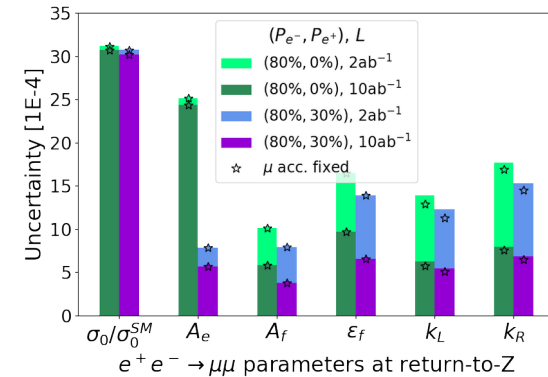 35
30
25
20
15
10
5
0
Uncertainty [1E-4]
(P_{e^-}, P_{e^+}), L
(80%, 0%), 2ab⁻¹
(80%, 0%), 10ab⁻¹
(80%, 30%), 2ab⁻¹
(80%, 30%), 10ab⁻¹
μ acc. fixed
σ₀/σ₀^{SM} A_e A_f ε_f k_L k_R
e⁺e⁻ → μμ parameters at return-to-Z